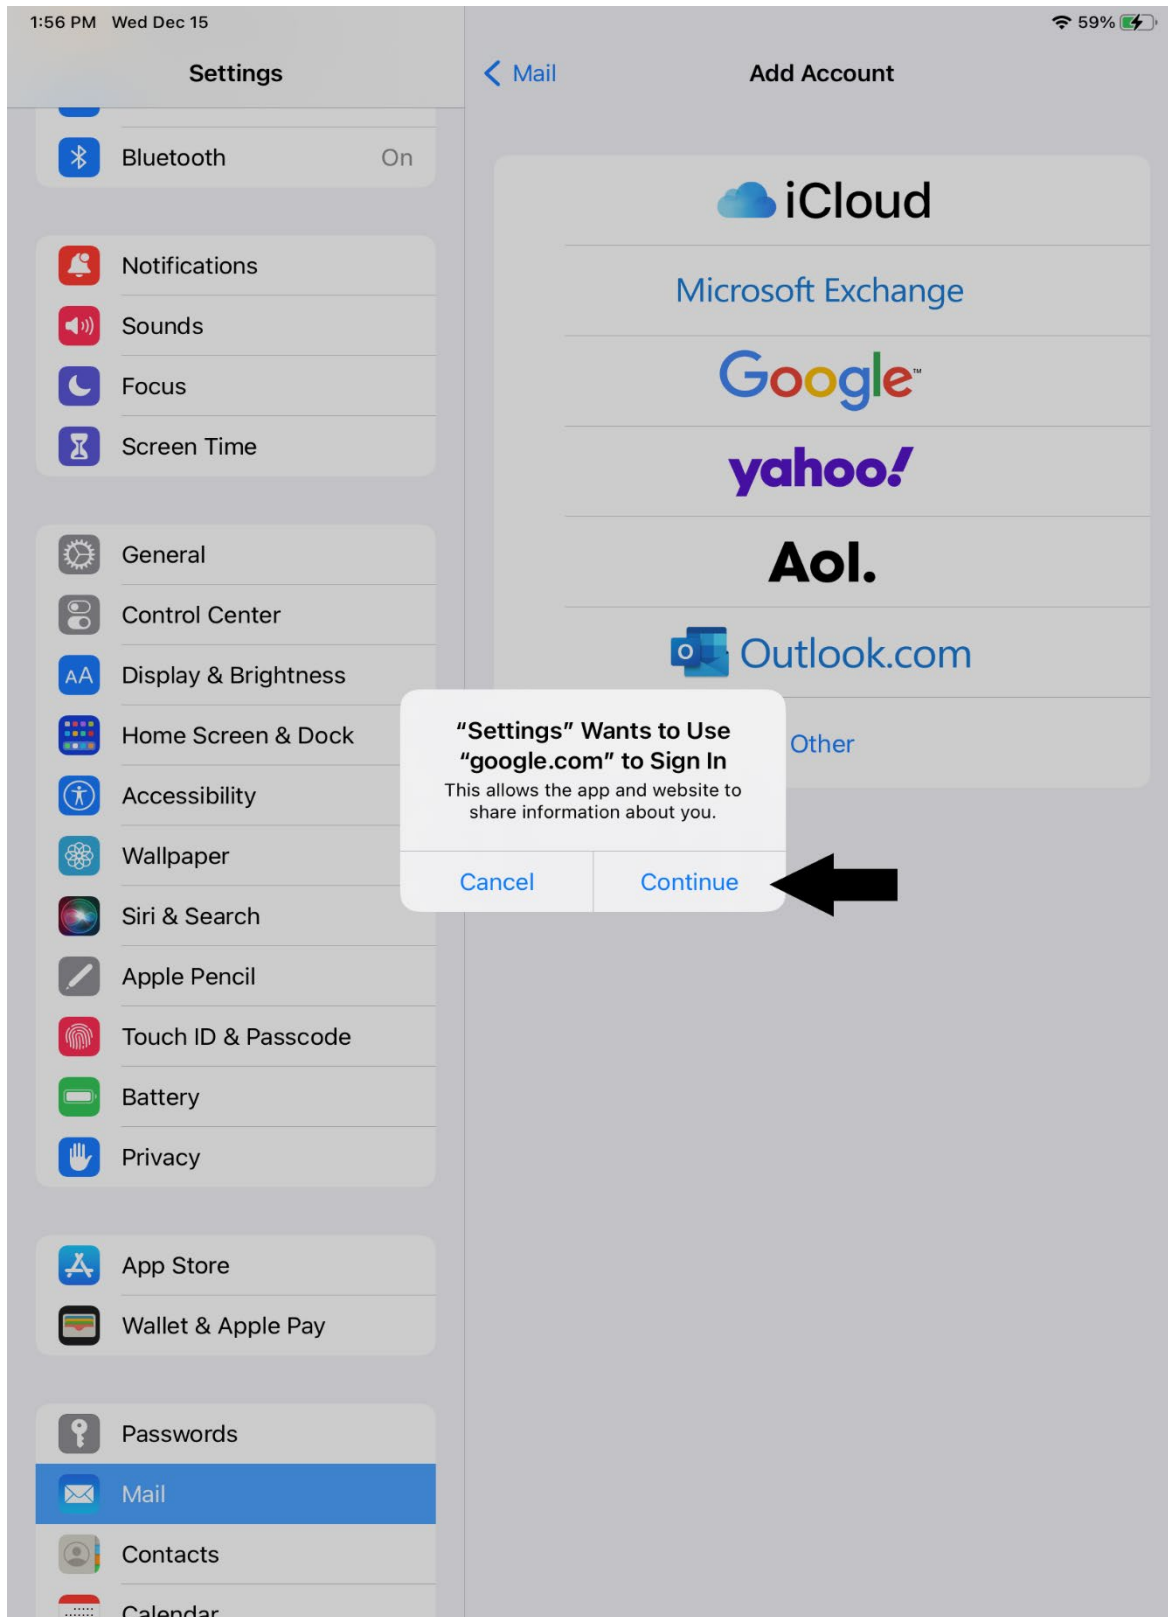 1:56 PM Wed Dec 15
59%
Settings
Bluetooth On
Notifications
Sounds
Focus
Screen Time
General
Control Center
AA
Display & Brightness
Home Screen & Dock
Accessibility
Wallpaper
Siri & Search
Apple Pencil
Touch ID & Passcode
Battery
Privacy
App Store
Wallet & Apple Pay
Passwords
Mail
Contacts
Calendar
Mail
Add Account
iCloud
Microsoft Exchange
Google™
yahoo!
Aol.
O Outlook.com
Other
“Settings” Wants to Use
“google.com” to Sign In
This allows the app and website to
share information about you.
Cancel Continue